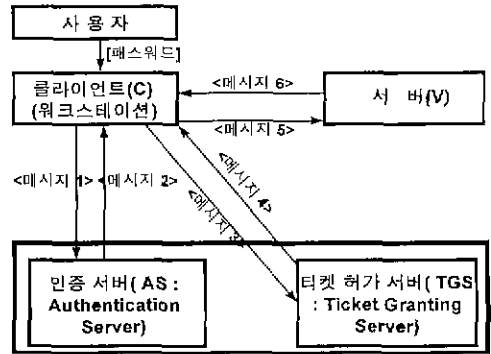 사 용 자
[패스워드]
클라이언트(C)
(워크스테이션)
<메시지 6>
<메시지 5>
서 버(V)
<메시지 1>
<메시지 2>
<메시지 3>
<메시지 4>
인증 서버( AS :
Authentication
Server)
티켓 허가 서버( TGS
: Ticket Granting
Server)